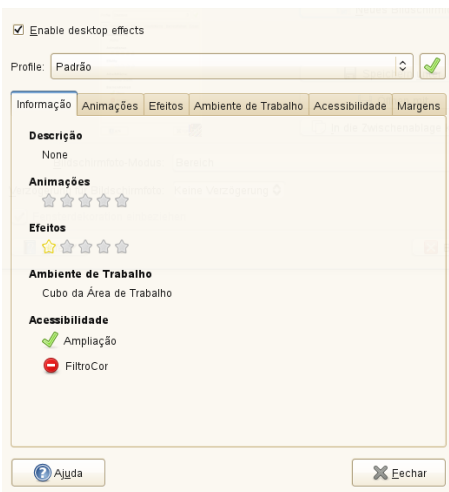 Enable desktop effects
Profile: Padrão
Informação Animações Efeitos Ambiente de Trabalho Acessibilidade Margens
Descrição
None
Animações
Efeitos
Ambiente de Trabalho
Cubo da Área de Trabalho
Acessibilidade
Ampliação
FiltroCor
Ajuda Fechar